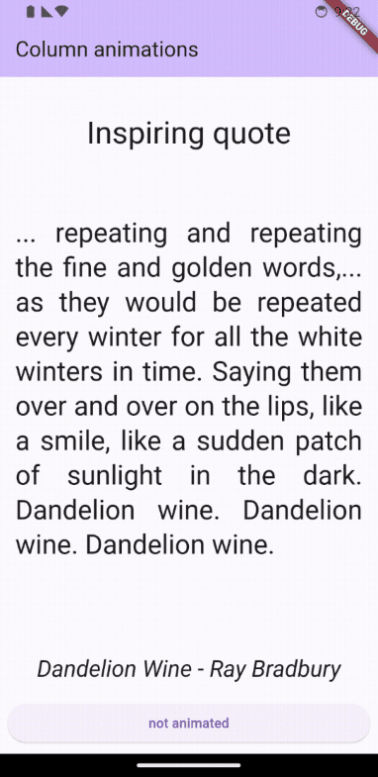 DEBUG
Column animations
Inspiring quote
... repeating and repeating
the fine and golden words,...
as they would be repeated
every winter for all the white
winters in time. Saying them
over and over on the lips, like
a smile, like a sudden patch
of sunlight in the dark.
Dandelion wine. Dandelion
wine. Dandelion wine.
Dandelion Wine - Ray Bradbury
not animated